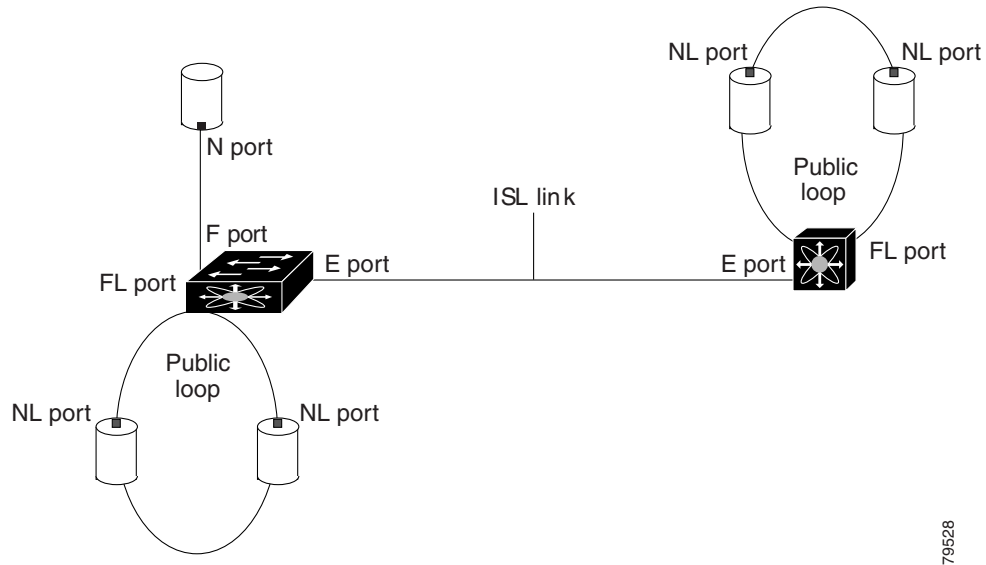 NL port
NL port
N port
Public
loop
ISL link
F port
FL port
E port
E port
FL port
Public
loop
NL port
NL port
79528